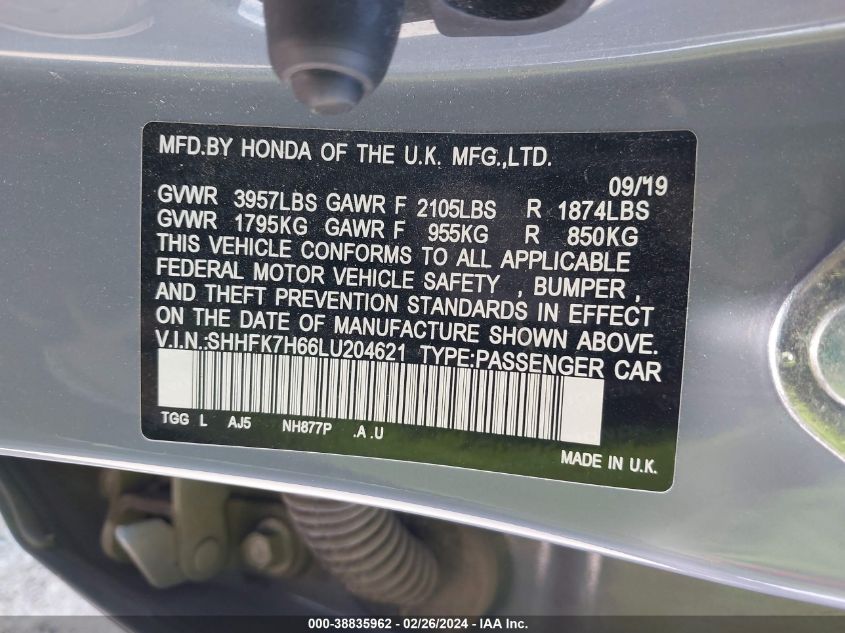 MFD.BY HONDA OF THE U.K. MFG.,LTD.
09/'19
GVWR 3957LBS GAWR F 2105LBS R 1874LBS
GVWR 1795KG GAWR F 955KG R 850KG
THIS VEHICLE CONFORMS TO ALL APPLICABLE
FEDERAL MOTOR VEHICLE SAFETY , BUMPER ,
AND THEFT PREVENTION STANDARDS IN EFFECT
ON THE DATE OF MANUFACTURE SHOWN ABOVE.
V.I.N.:SHHFK7H66LU204621 TYPE:PASSENGER CAR
TGG L AJ5 NH877P .A .U
MADE IN U.K.
000-38835962 - 02/26/2024 - IAA Inc.